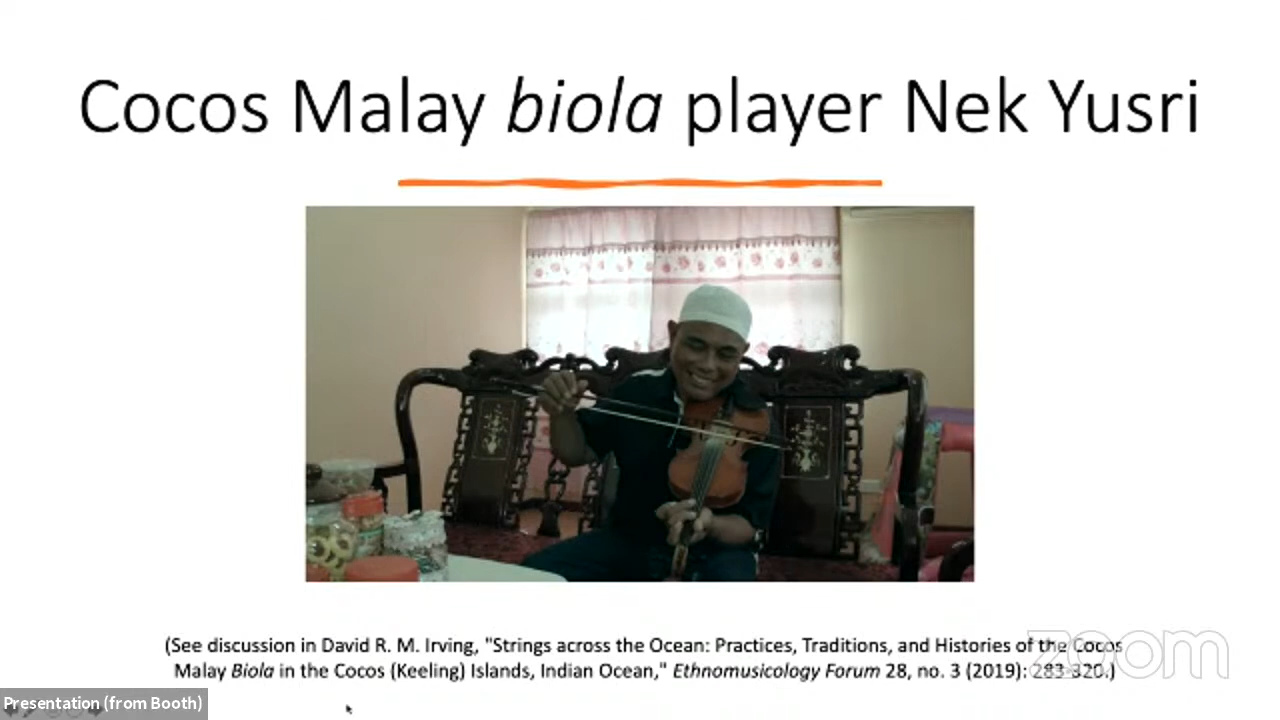 Cocos Malay biola player Nek Yusri
(See discussion in David R. M. Irving, "Strings across the Ocean: Practices, Traditions, and Histories of the Cocos
Malay Biola in the Cocos (Keeling) Islands, Indian Ocean," Ethnomusicology Forum 28, no. 3 (2019): 283-320.)
zoom
Presentation (from Booth)